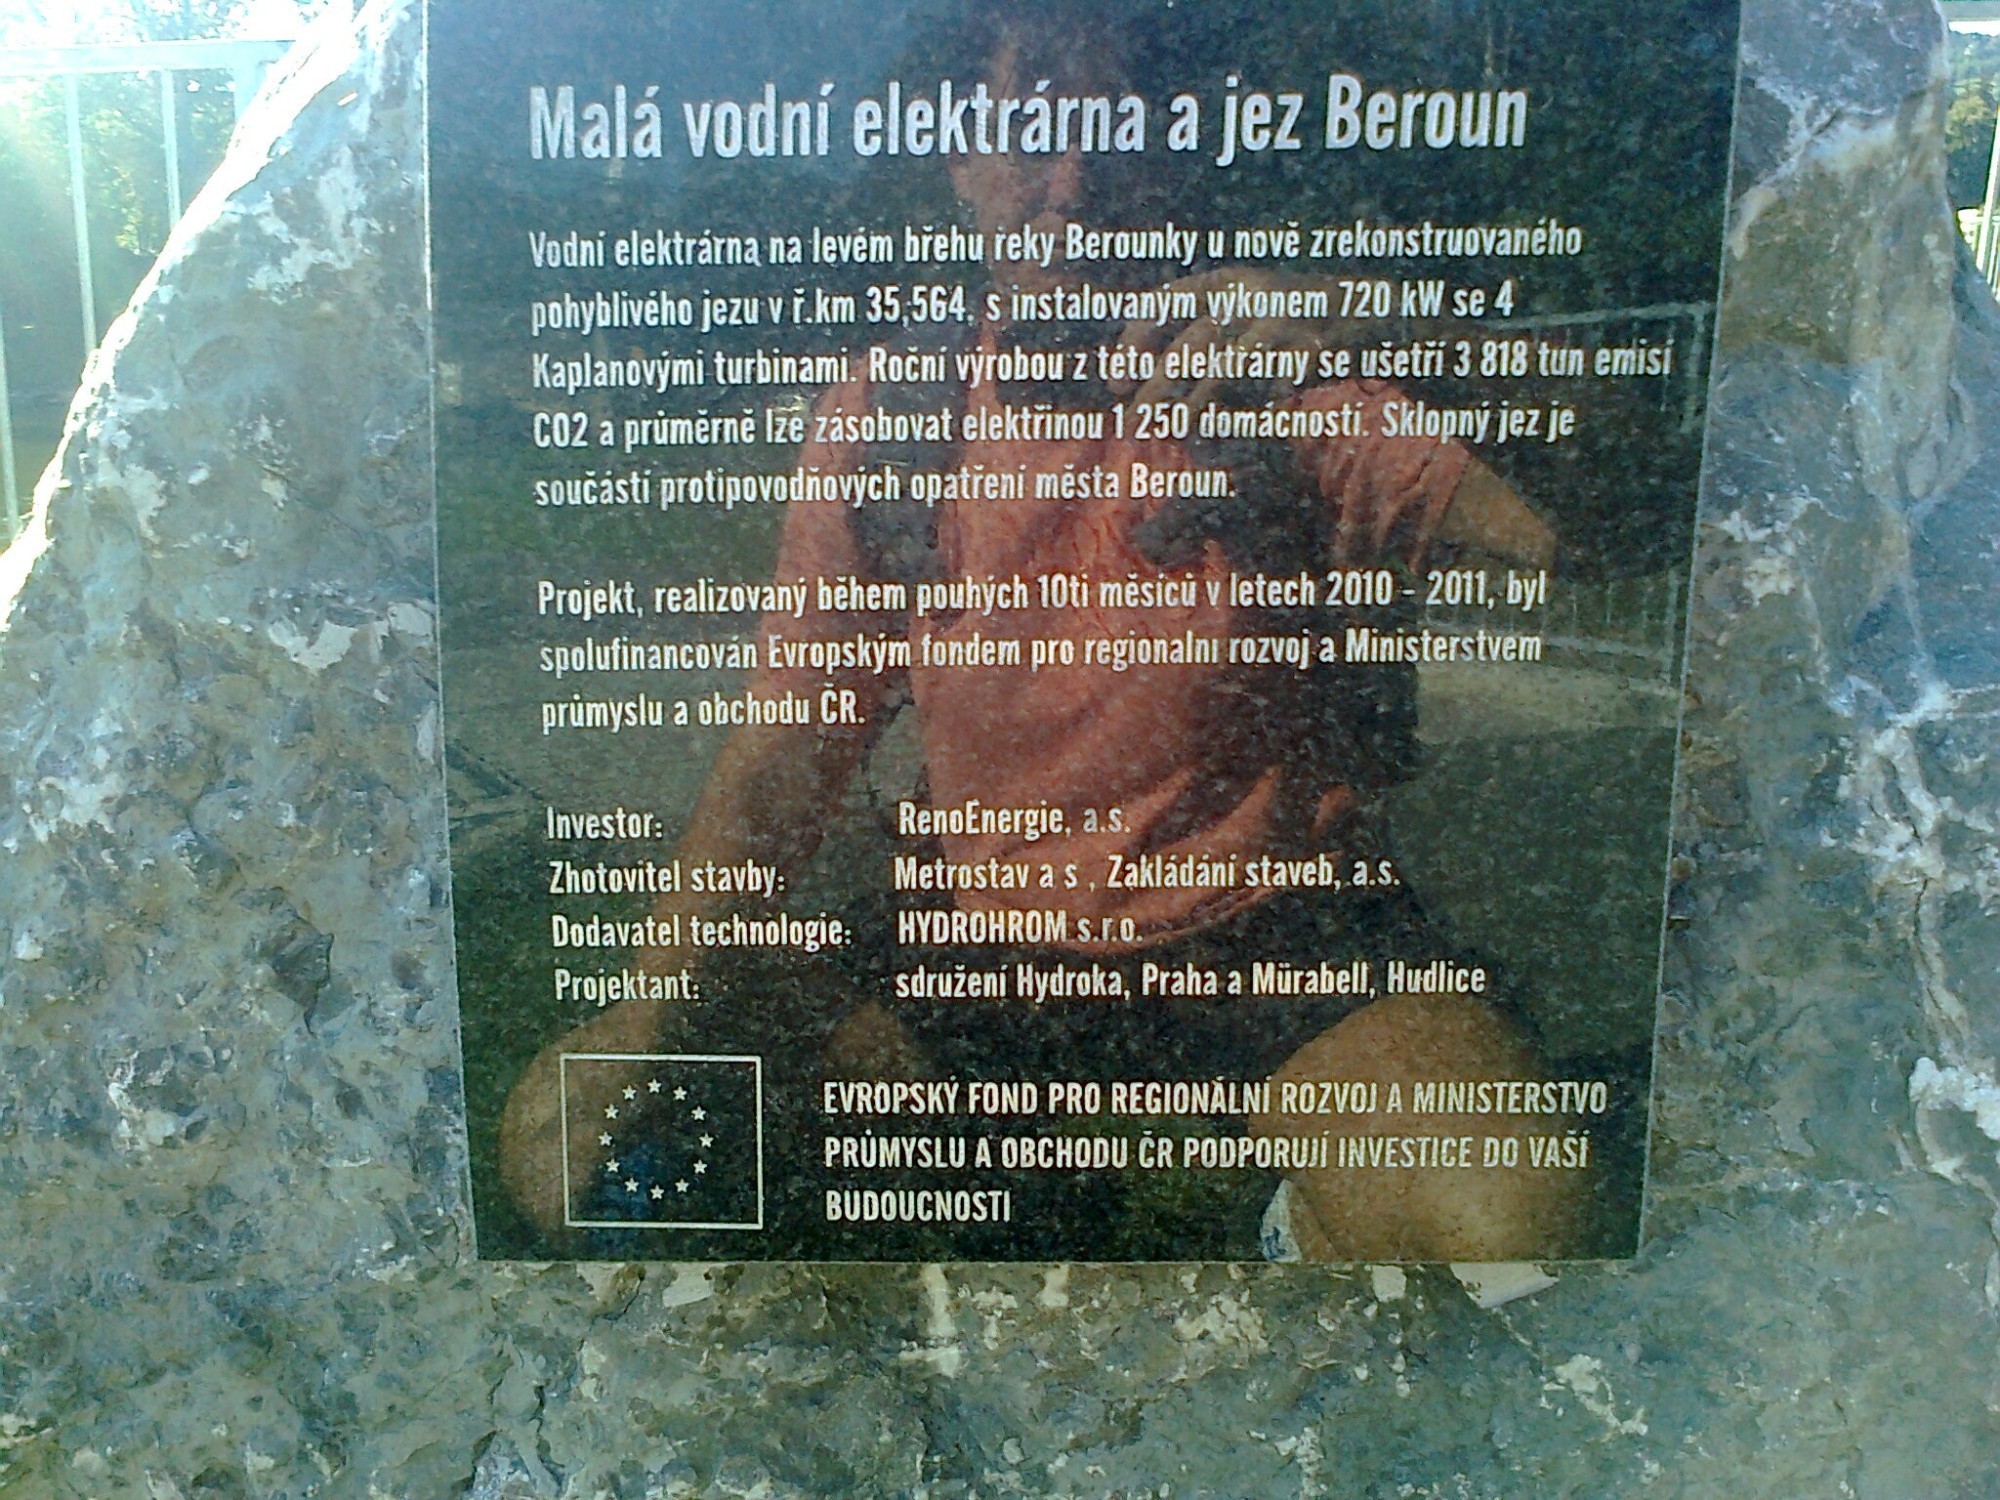 Malá vodní elektrárna a jez Beroun
Vodní elektrárna na levém břehu řeky Berounky u nově zrekonstruovaného
pohyblivého jezu v ř.km 35,564, s instalovaným výkonem 720 kW se 4
Kaplanovými turbinami. Roční výrobou z této elektrárny se ušetří 3 818 tun emisí
CO2 a průměrně lze zásobovat elektřinou 1 250 domácností. Sklopný jez je
součástí protipovodňových opatření města Beroun.
Projekt, realizovaný během pouhých 10ti měsíců v letech 2010 - 2011, byl
spolufinancován Evropským fondem pro regionalni rozvoj a Ministerstvem
průmyslu a obchodu ČR.
Investor: RenoEnergie, a.s.
Zhotovitel stavby: Metrostav a s , Zakládání staveb, a.s.
Dodavatel technologie: HYDROHROM s.r.o.
Projektant: sdružení Hydroka, Praha a Mürabell, Hudlice
EVROPSKÝ FOND PRO REGIONÁLNÍ ROZVOJ A MINISTERSTVO
PRŮMYSLU A OBCHODU ČR PODPORUJÍ INVESTICE DO VAŠÍ
BUDOUCNOSTI